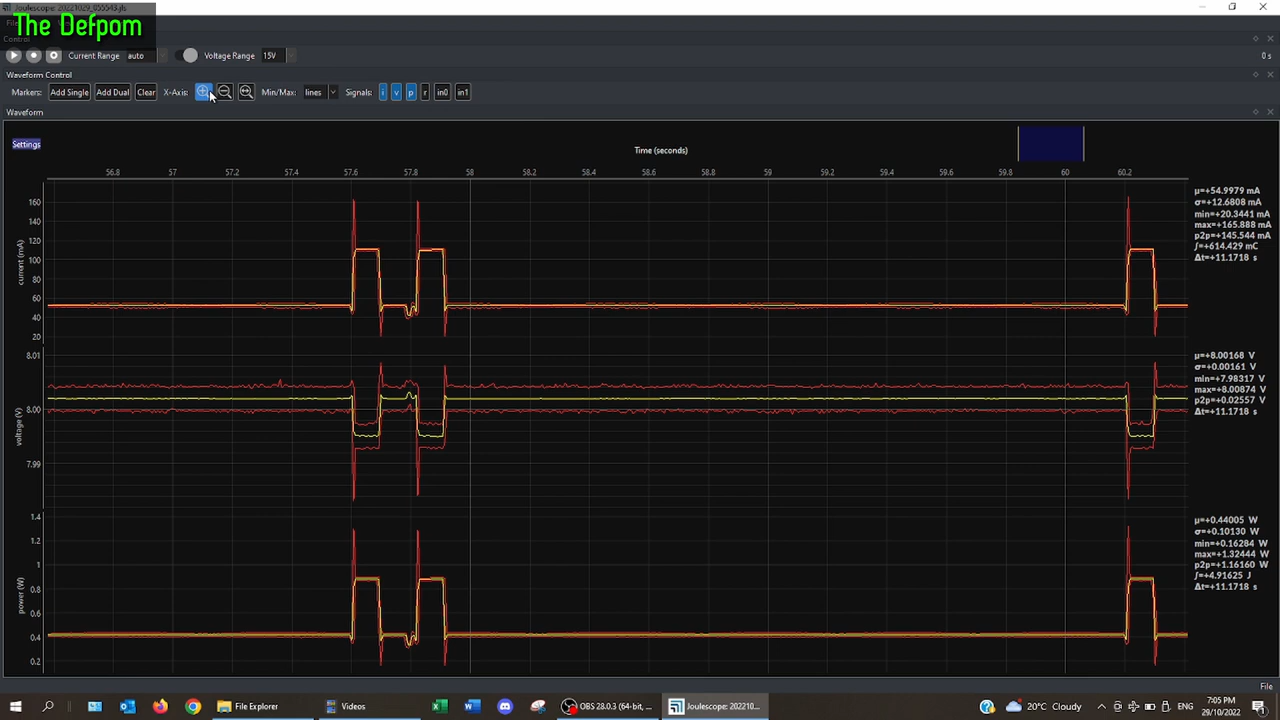 Joulescope: 20221029_055543.jls
The Defpom
Control
Current Range auto Voltage Range 15V 0 s
Waveform Control
Markers: Add Single Add Dual Clear X-Axis: Min/Max: lines Signals: i v p r in0 in1
Waveform
Settings
Time (seconds)
56.8 57 57.2 57.4 57.6 57.8 58 58.2 58.4 58.6 58.8 59 59.2 59.4 59.6 59.8 60 60.2
current (mA)
160
140
120
100
80
60
40
20
µ=+54.9979 mA
σ=+12.6808 mA
min=+20.3441 mA
max=+165.888 mA
p2p=+145.544 mA
∫=+614.429 mC
Δt=+11.1718 s
voltage (V)
8.01
8.00
7.99
µ=+8.00168 V
σ=+0.00161 V
min=+7.98317 V
max=+8.00874 V
p2p=+0.02557 V
Δt=+11.1718 s
power (W)
1.4
1.2
1
0.8
0.6
0.4
0.2
µ=+0.44005 W
σ=+0.10130 W
min=+0.16284 W
max=+1.32444 W
p2p=+1.16160 W
∫=+4.91625 J
Δt=+11.1718 s
File
File Explorer Videos OBS 28.0.3 (64-bit, ... Joulescope: 202210... 20°C Cloudy 7:05 PM
29/10/2022